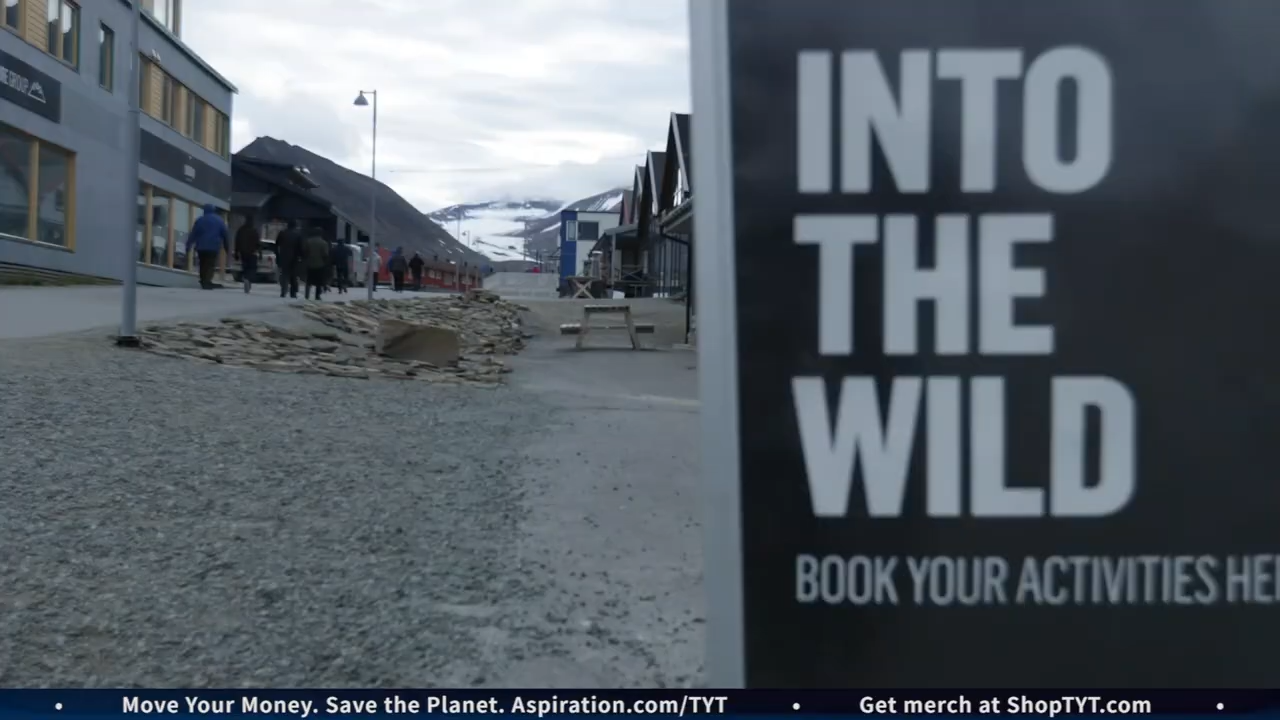 INTO
THE
WILD
BOOK YOUR ACTIVITIES HE
GROUP
• Move Your Money. Save the Planet. Aspiration.com/TYT • Get merch at ShopTYT.com •